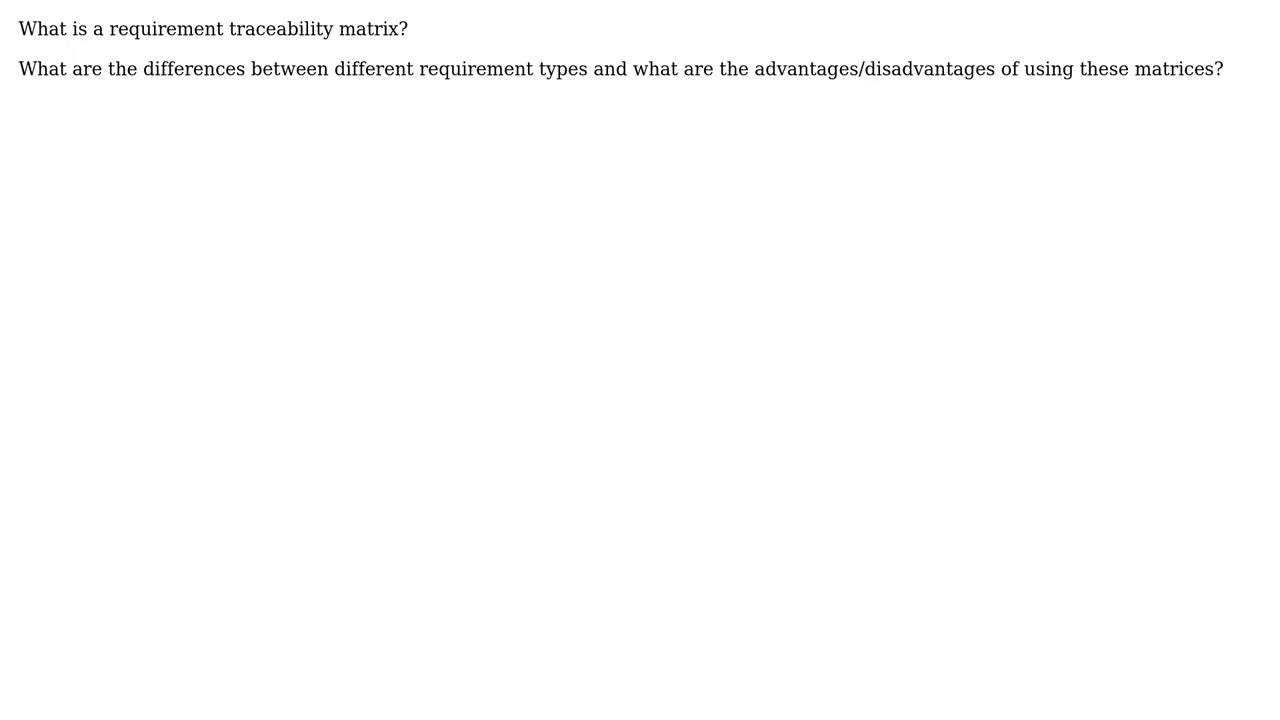 What is a requirement traceability matrix?
What are the differences between different requirement types and what are the advantages/disadvantages of using these matrices?